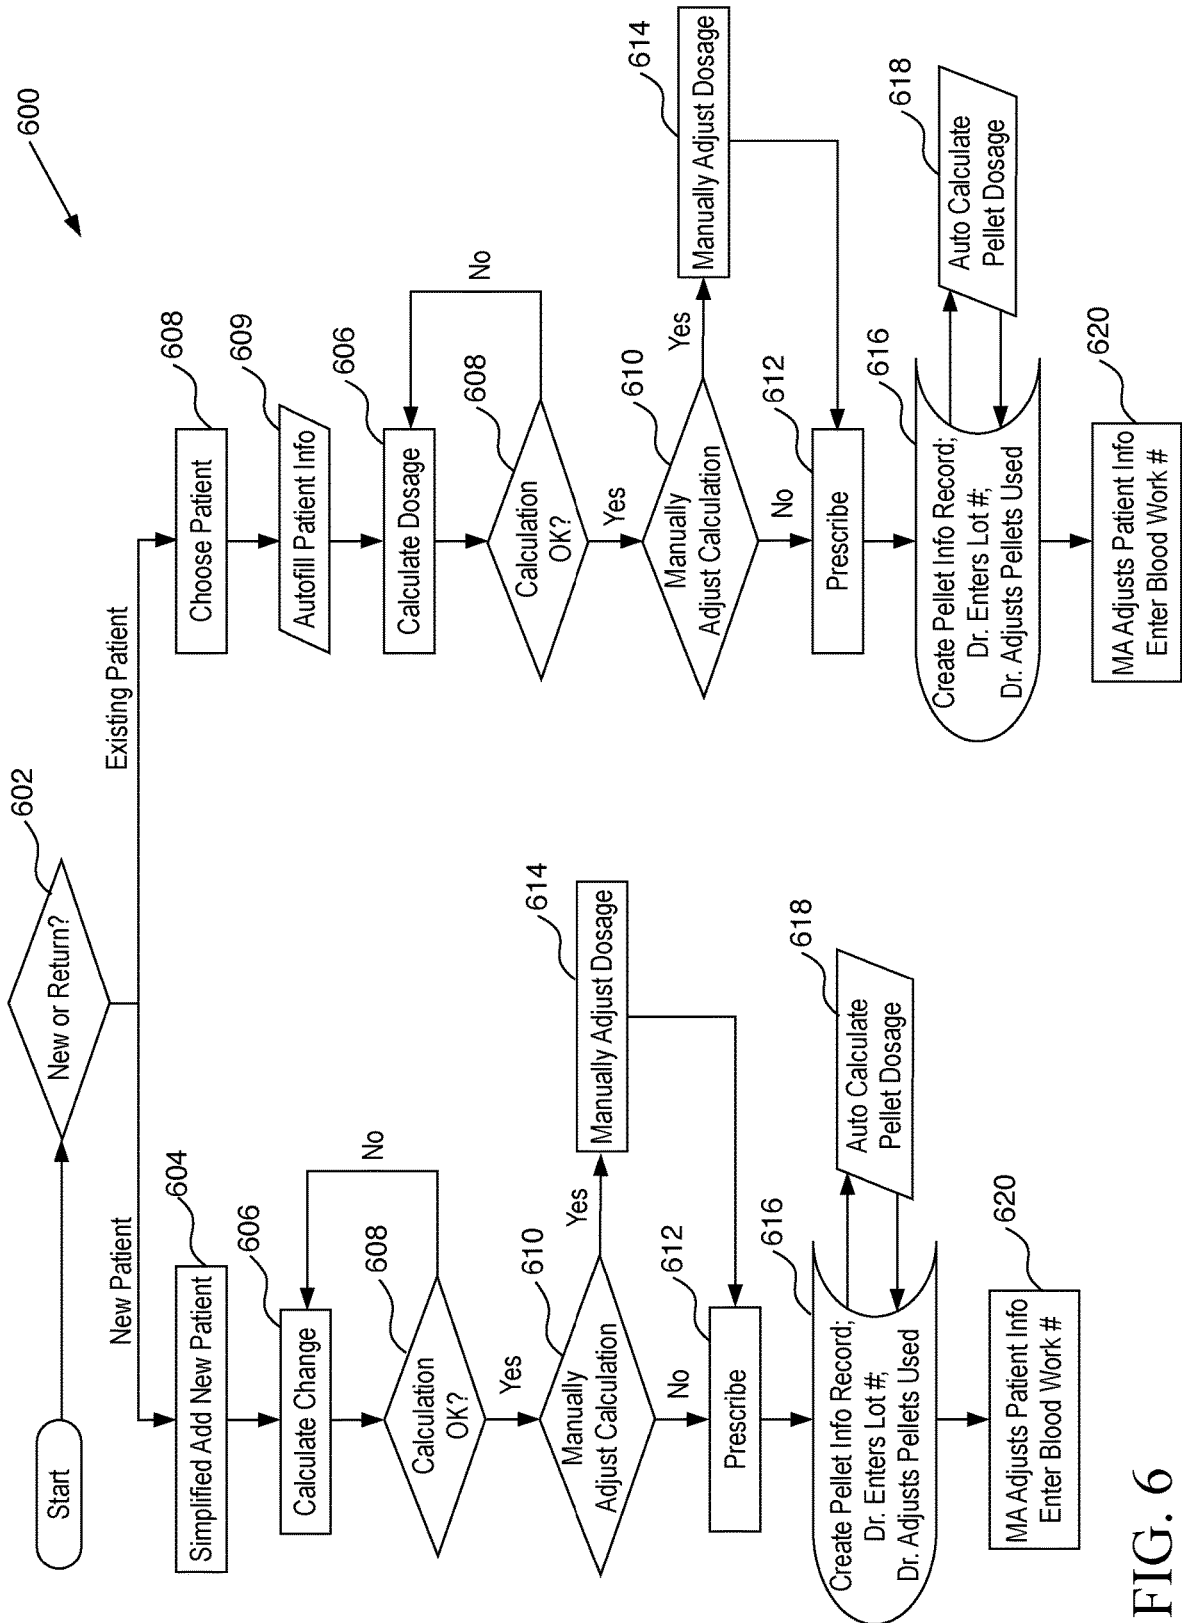 600
Start
New or Return?
602
New Patient
Existing Patient
Simplified Add New Patient
604
Calculate Change
606
Calculation
OK?
608
No
Yes
Manually
Adjust Calculation
610
Yes
Manually Adjust Dosage
614
No
Prescribe
612
Create Pellet Info Record;
Dr. Enters Lot #;
Dr. Adjusts Pellets Used
616
Auto Calculate
Pellet Dosage
618
MA Adjusts Patient Info
Enter Blood Work #
620
Choose Patient
608
Autofill Patient Info
609
Calculate Dosage
606
Calculation
OK?
608
No
Yes
Manually
Adjust Calculation
610
Yes
Manually Adjust Dosage
614
No
Prescribe
612
Create Pellet Info Record;
Dr. Enters Lot #;
Dr. Adjusts Pellets Used
616
Auto Calculate
Pellet Dosage
618
MA Adjusts Patient Info
Enter Blood Work #
620
FIG. 6